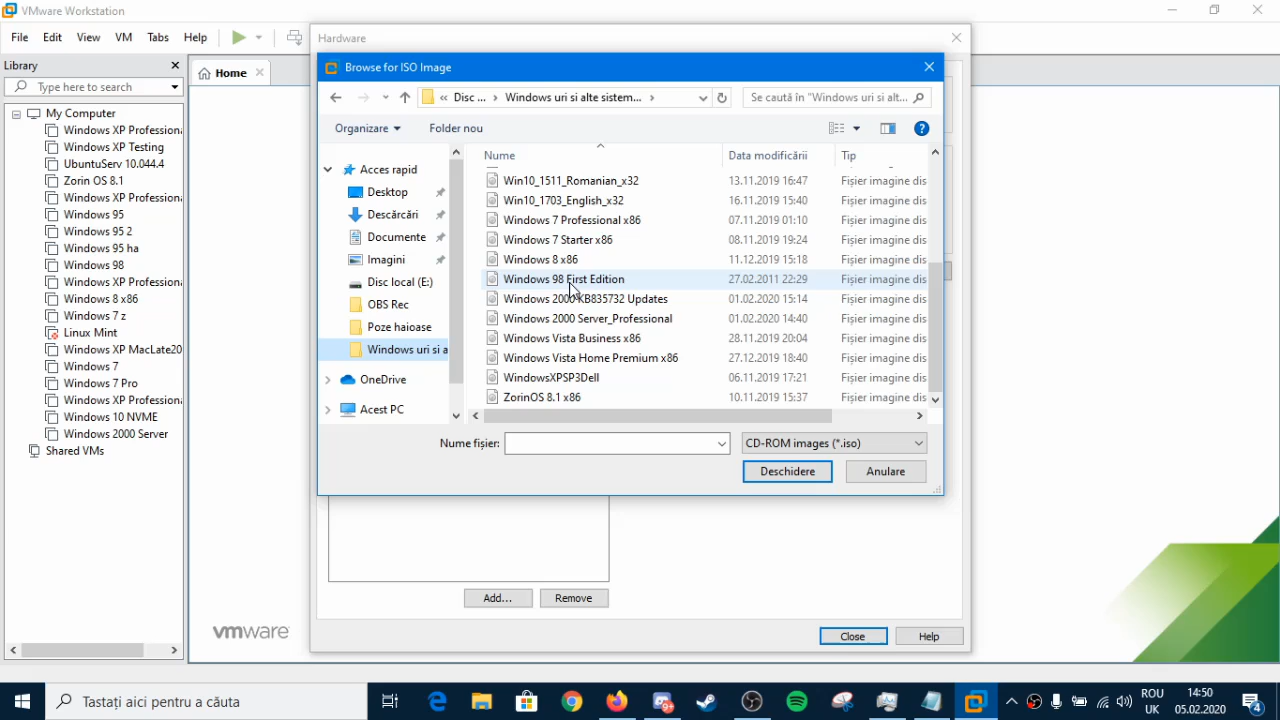 VMware Workstation
File Edit View VM Tabs Help
Hardware
Library
Type here to search
Home
My Computer
Windows XP Profession
Windows XP Testing
UbuntuServ 10.044.4
Zorin OS 8.1
Windows XP Profession
Windows 95
Windows 95 2
Windows 95 ha
Windows 98
Windows 8 x86
Windows 7 z
Linux Mint
Windows XP MacLate20
Windows 7
Windows 7 Pro
Windows XP Profession
Windows 10 NVME
Windows 2000 Server
Shared VMs
Browse for ISO Image
« Disc ... › Windows uri si alte sistem... ›
Se caută în "Windows uri si alt...
Organizare Folder nou
Acces rapid
Desktop
Descărcări
Documente
Imagini
Disc local (E:)
OBS Rec
Poze haioase
Windows uri si a
OneDrive
Acest PC
Nume Data modificării Tip
Win10_1511_Romanian_x32 13.11.2019 16:47 Fișier imagine dis
Win10_1703_English_x32 16.11.2019 15:40 Fișier imagine dis
Windows 7 Professional x86 07.11.2019 01:10 Fișier imagine dis
Windows 7 Starter x86 08.11.2019 19:24 Fișier imagine dis
Windows 8 x86 11.12.2019 15:18 Fișier imagine dis
Windows 98 First Edition 27.02.2011 22:29 Fișier imagine dis
Windows 2000 KB835732 Updates 01.02.2020 15:14 Fișier imagine dis
Windows 2000 Server_Professional 01.02.2020 14:40 Fișier imagine dis
Windows Vista Business x86 28.11.2019 20:04 Fișier imagine dis
Windows Vista Home Premium x86 27.12.2019 18:40 Fișier imagine dis
WindowsXPSP3Dell 06.11.2019 17:21 Fișier imagine dis
ZorinOS 8.1 x86 10.11.2019 15:37 Fișier imagine dis
Nume fișier: CD-ROM images (*.iso)
Deschidere Anulare
Add... Remove
Close Help
vmware
Tastați aici pentru a căuta
ROU
UK
14:50
05.02.2020
4